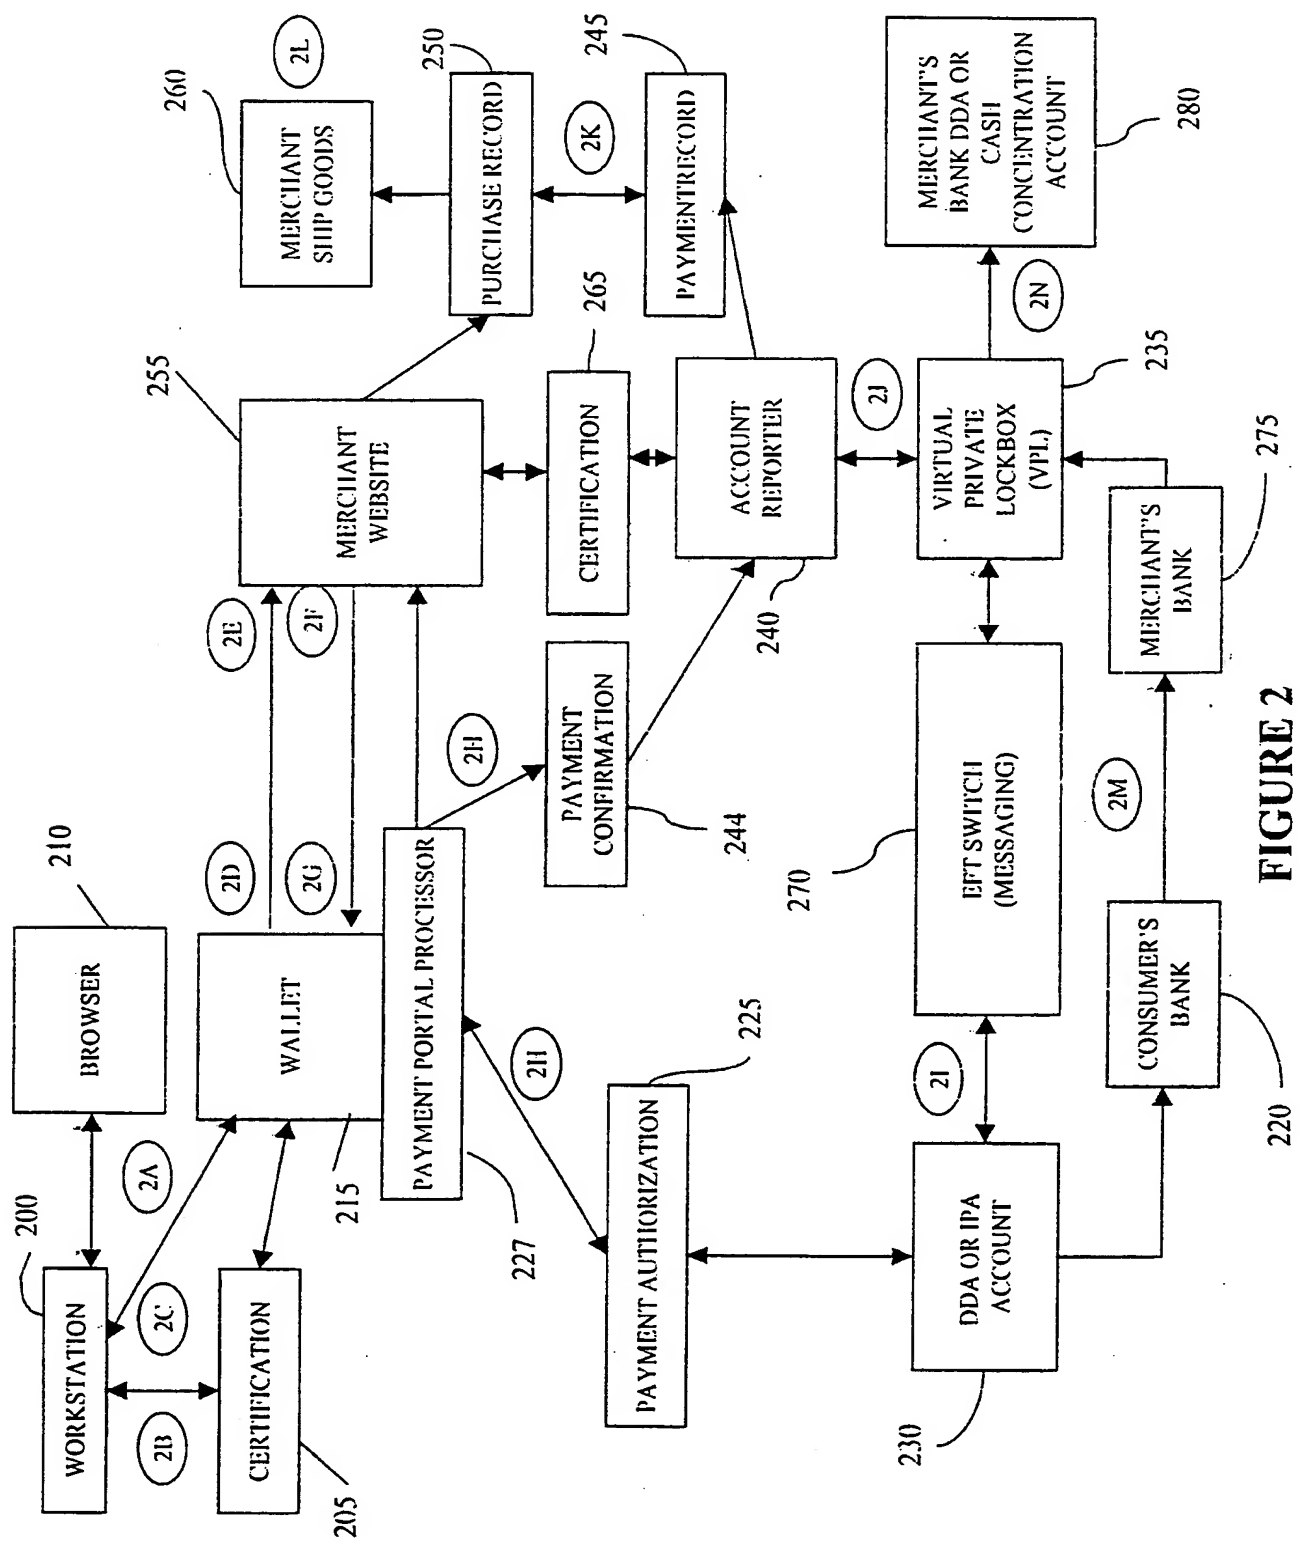 200
WORKSTATION
2A
BROWSER
210
2B
2C
205
CERTIFICATION
215
WALLET
2D
2E
2G
2F
255
MERCHANT
WEBSITE
260
MERCHANT
SHIP GOODS
2L
227
PAYMENT PORTAL PROCESSOR
2H
250
PURCHASE RECORD
2H
244
PAYMENT
CONFIRMATION
265
CERTIFICATION
2K
245
PAYMENTRECORD
225
PAYMENT AUTHORIZATION
240
ACCOUNT
REPORTER
2J
230
DDA OR IPA
ACCOUNT
2I
270
EFT SWITCH
(MESSAGING)
235
VIRTUAL
PRIVATE
LOCKBOX
(VPL)
2N
MERCHANT'S
BANK DDA OR
CASH
CONCENTRATION
ACCOUNT
280
220
CONSUMER'S
BANK
2M
MERCHANT'S
BANK
275
FIGURE 2